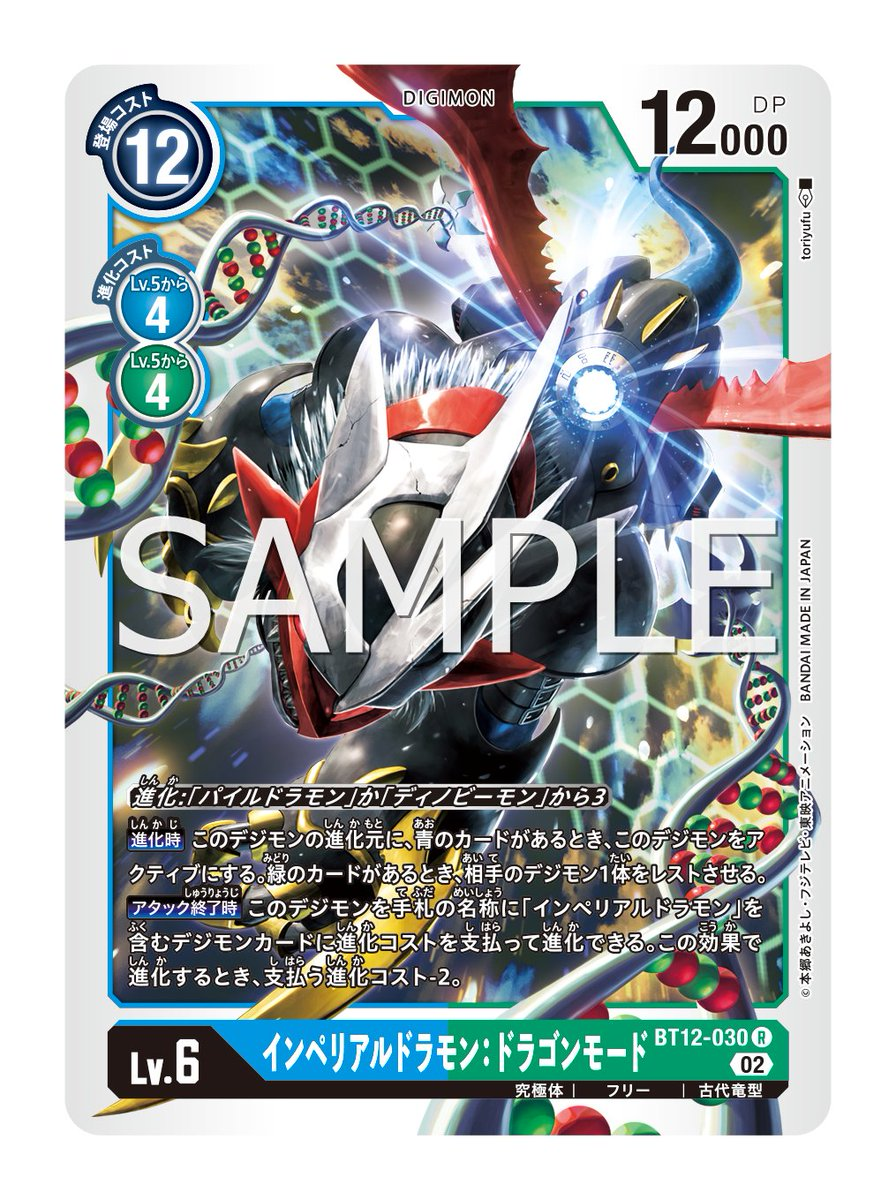 DIGIMON
登場コスト
12
12000
DP
進化コスト
Lv.5から
4
Lv.5から
4
toriyufu
SAMPLE
進化:「パイルドラモン」か「ディノビーモン」から3
進化時 このデジモンの進化元に、青のカードがあるとき、このデジモンをア
クティブにする。緑のカードがあるとき、相手のデジモン1体をレストさせる。
アタック終了時 このデジモンを手札の名称に「インペリアルドラモン」を
含むデジモンカードに進化コストを支払って進化できる。この効果で
進化するとき、支払う進化コスト-2。
©本郷あきよし・フジテレビ・東映アニメーション BANDAI MADE IN JAPAN
Lv.6
インペリアルドラモン:ドラゴンモード
BT12-030 R
02
究極体 | フリー | 古代竜型